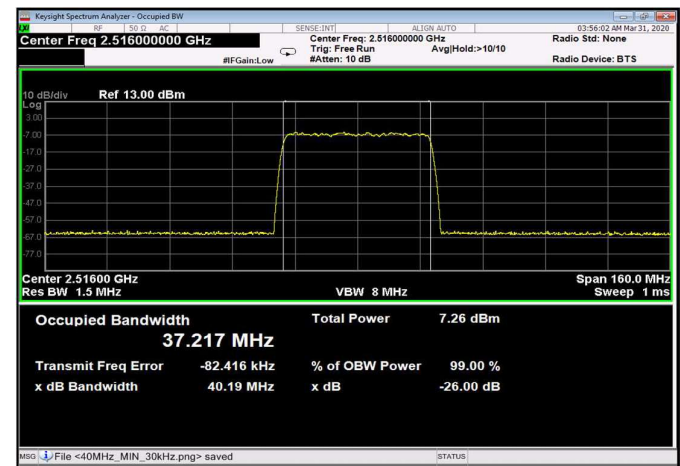 Keysight Spectrum Analyzer - Occupied BW
RF 50 Ω AC SENSE:INT ALIGN AUTO 03:56:02 AM Mar 31, 2020
Center Freq 2.516000000 GHz Center Freq: 2.516000000 GHz Radio Std: None
Trig: Free Run Avg|Hold:>10/10
#IFGain:Low #Atten: 10 dB Radio Device: BTS
10 dB/div Ref 13.00 dBm
Log
3.00
-7.00
-17.0
-27.0
-37.0
-47.0
-57.0
-67.0
-77.0
Center 2.51600 GHz Span 160.0 MHz
Res BW 1.5 MHz VBW 8 MHz Sweep 1 ms
Occupied Bandwidth Total Power 7.26 dBm
37.217 MHz
Transmit Freq Error -82.416 kHz % of OBW Power 99.00 %
x dB Bandwidth 40.19 MHz x dB -26.00 dB
MSG File <40MHz_MIN_30kHz.png> saved STATUS